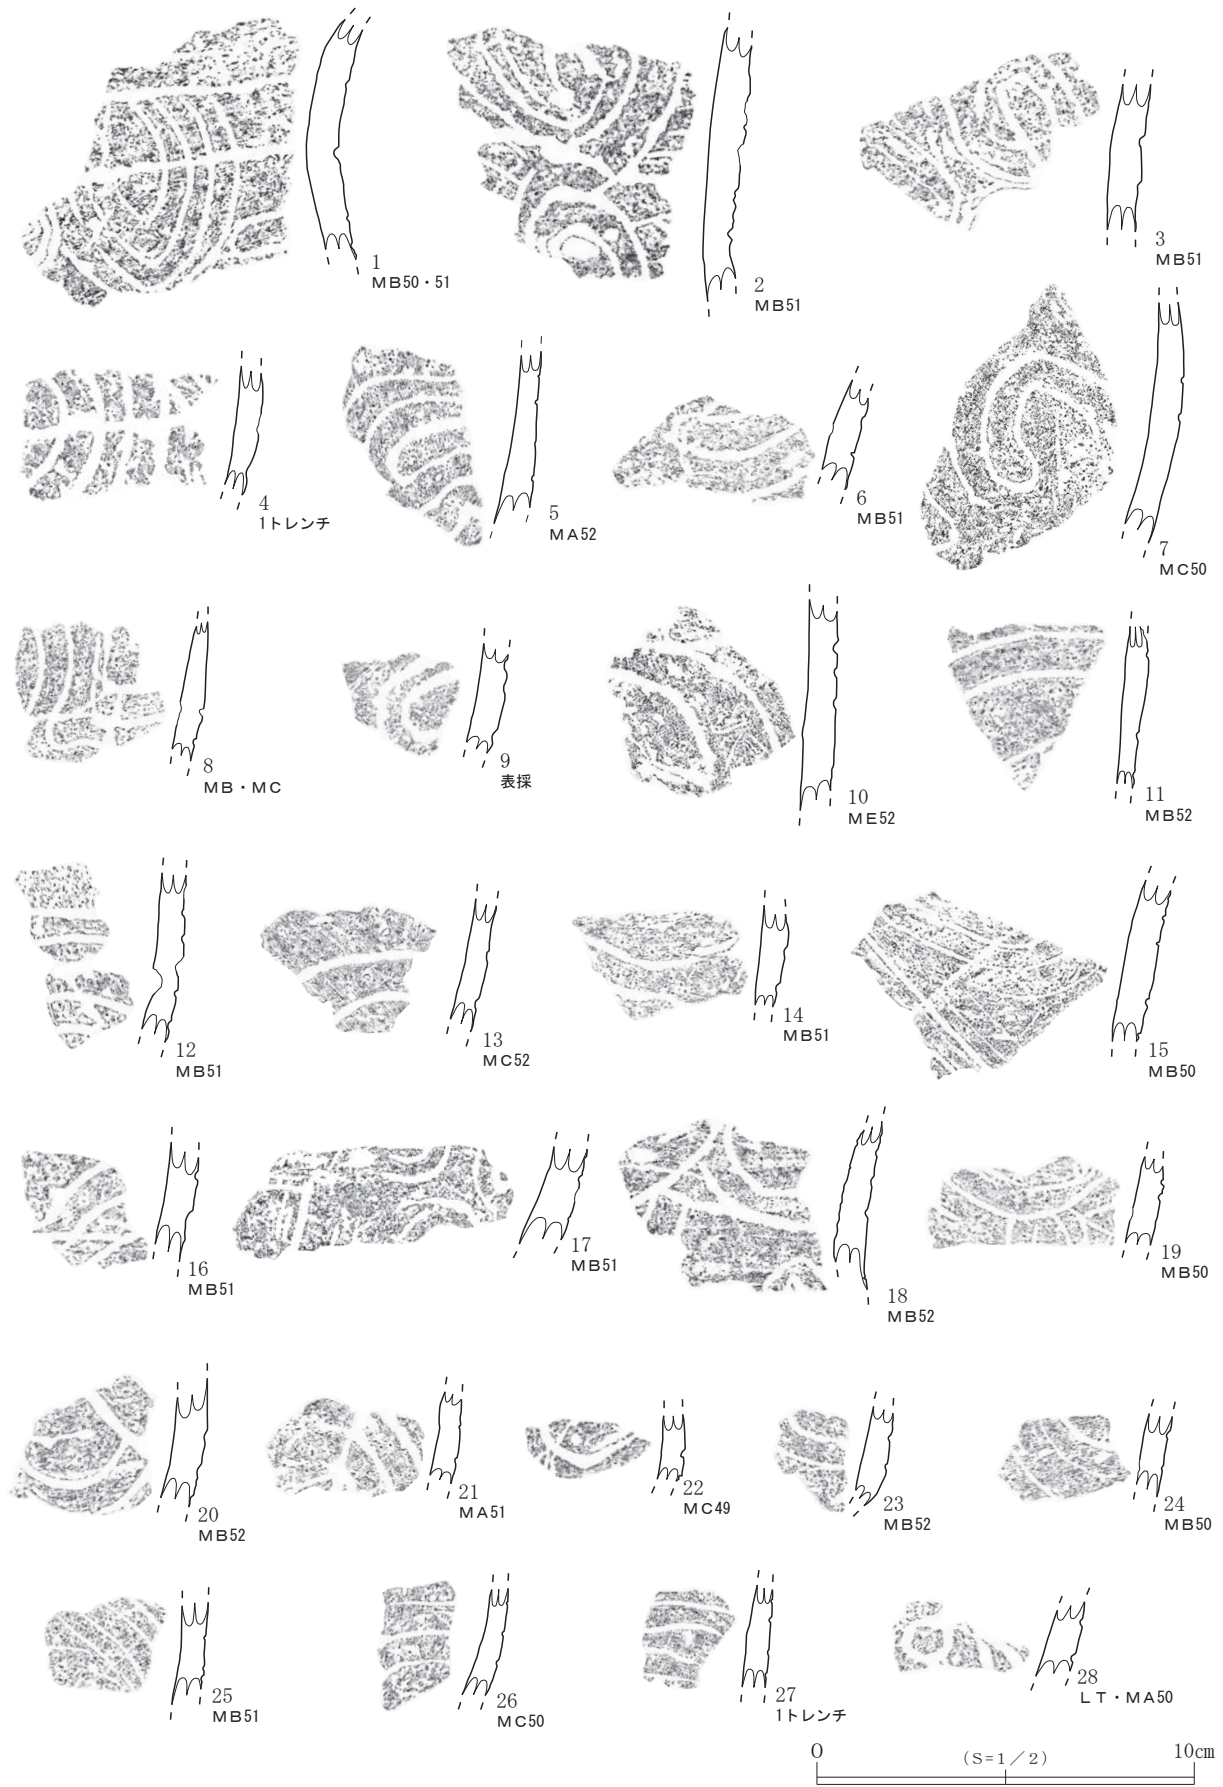 1
MB50・51
2
MB51
3
MB51
4
1トレンチ
5
MA52
6
MB51
7
MC50
8
MB・MC
9
表採
10
ME52
11
MB52
12
MB51
13
MC52
14
MB51
15
MB50
16
MB51
17
MB51
18
MB52
19
MB50
20
MB52
21
MA51
22
MC49
23
MB52
24
MB50
25
MB51
26
MC50
27
1トレンチ
28
LT・MA50
0 (S=1/2) 10cm